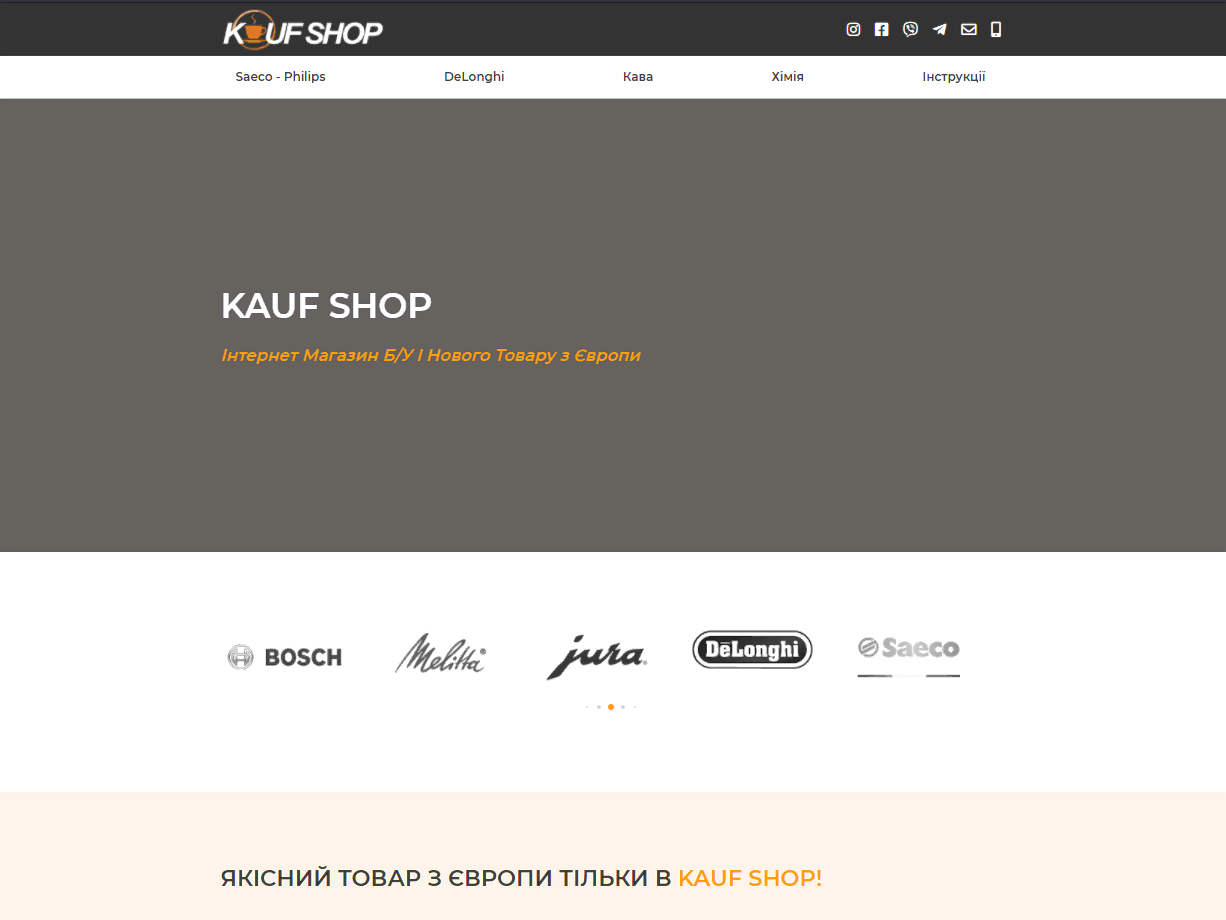 KAUF SHOP
Saeco - Philips
DeLonghi
Кава
Хімія
Інструкції
KAUF SHOP
Інтернет Магазин Б/У І Нового Товару з Європи
BOSCH
Melitta®
jura®
DēLonghi
Saeco
ЯКІСНИЙ ТОВАР З ЄВРОПИ ТІЛЬКИ В KAUF SHOP!